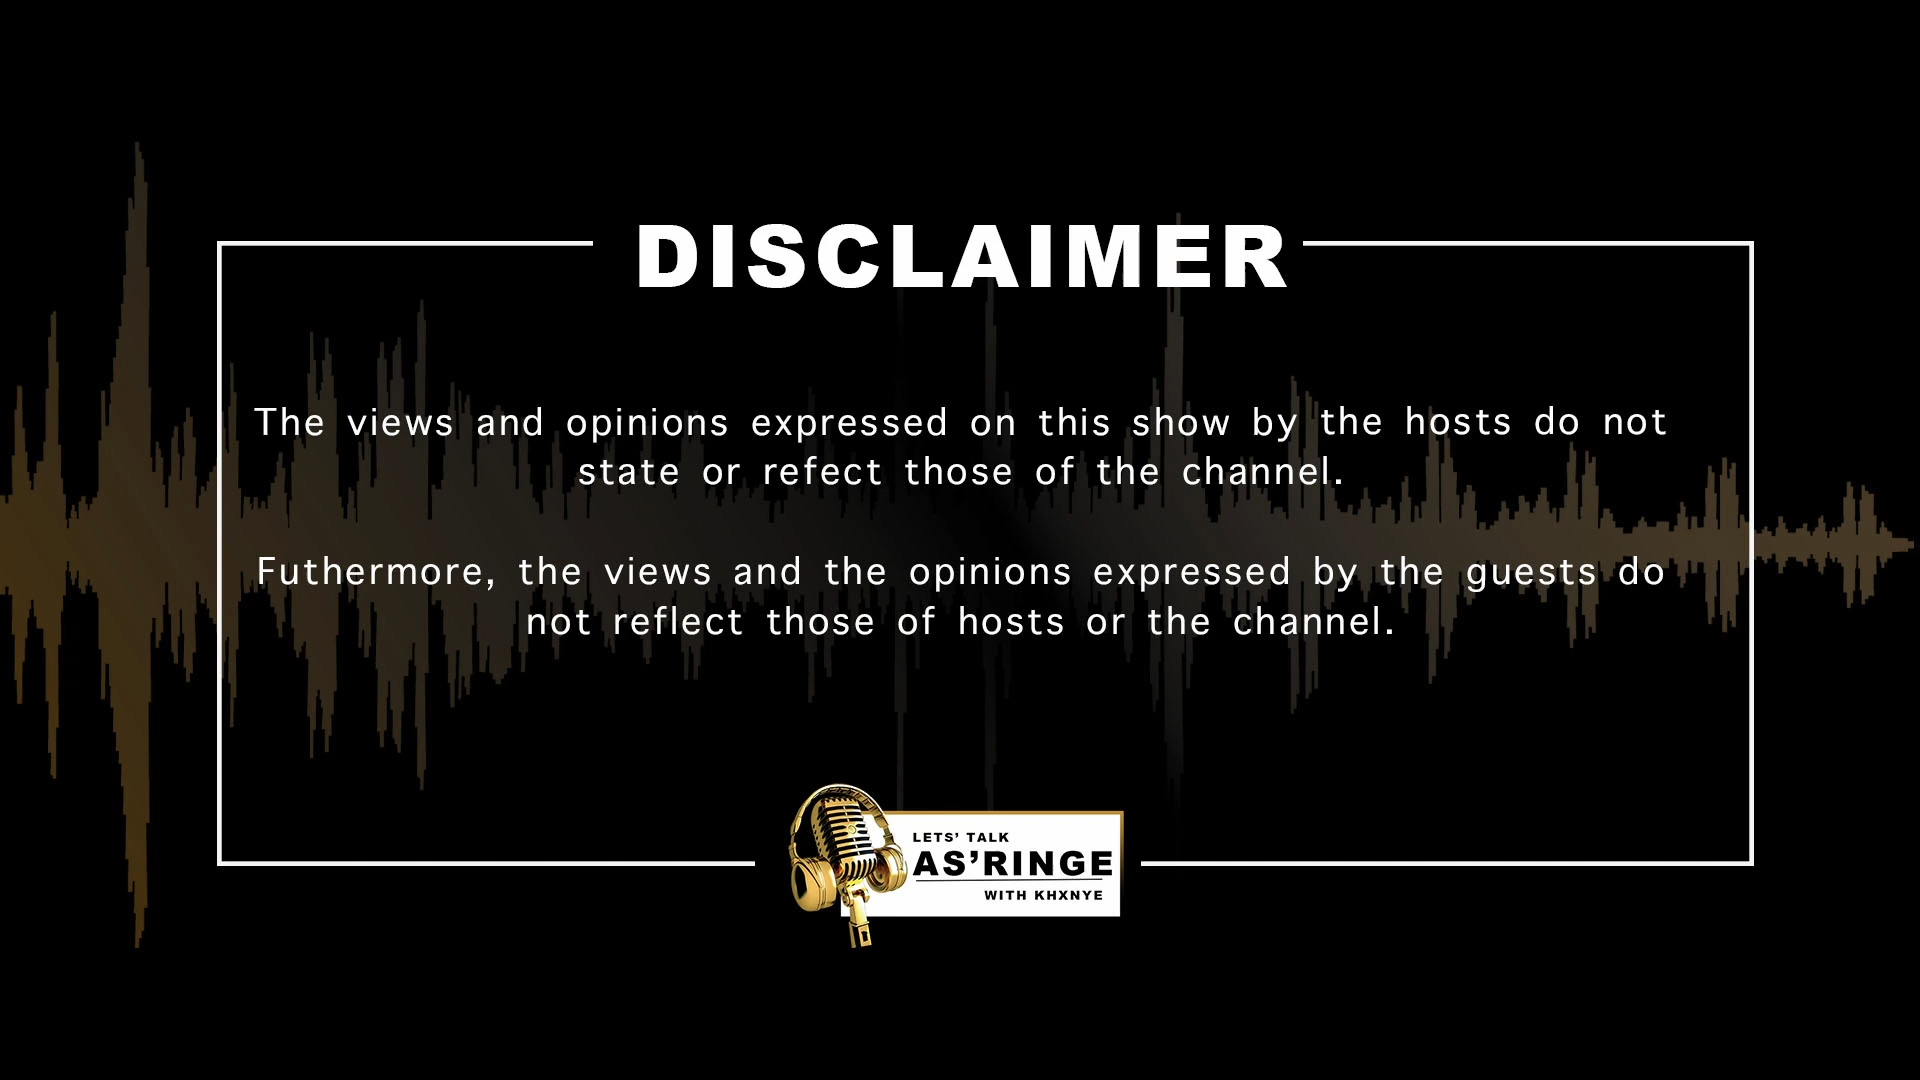 DISCLAIMER
The views and opinions expressed on this show by the hosts do not
state or refect those of the channel.
Futhermore, the views and the opinions expressed by the guests do
not reflect those of hosts or the channel.
LETS' TALK
AS'RINGE
WITH KHXNYE